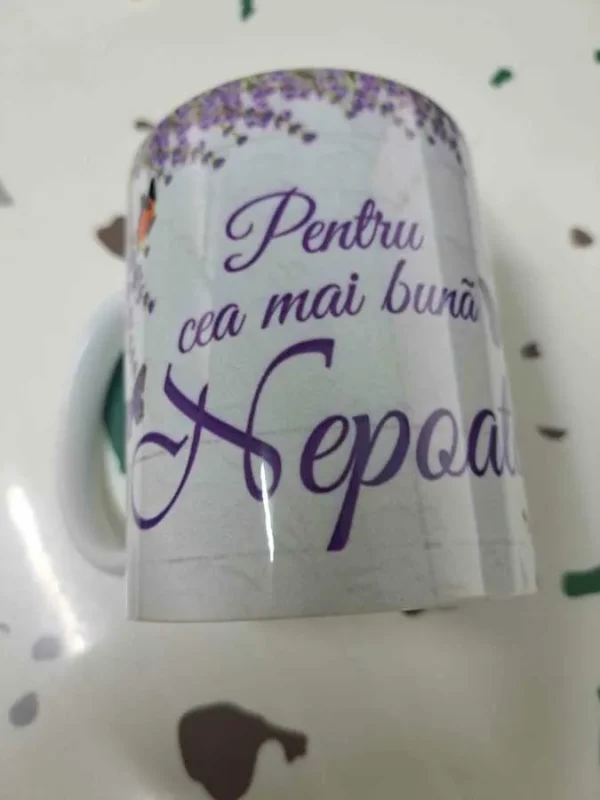 Pentru
cea mai bună
Nepoat